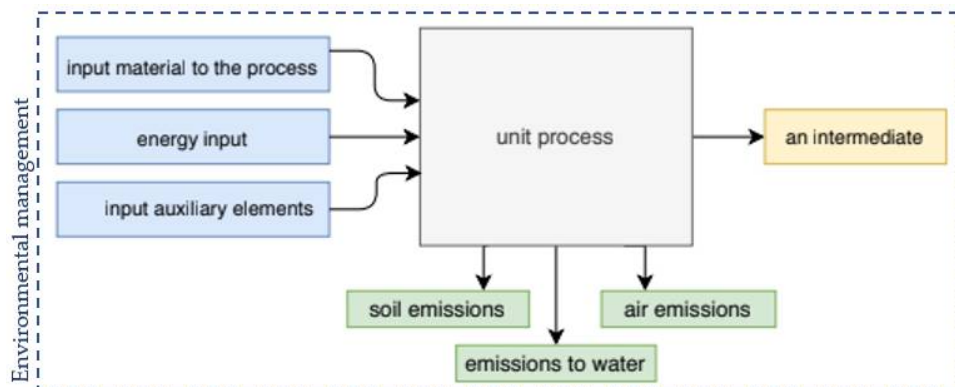 Environmental management
input material to the process
energy input
input auxiliary elements
unit process
an intermediate
soil emissions
air emissions
emissions to water